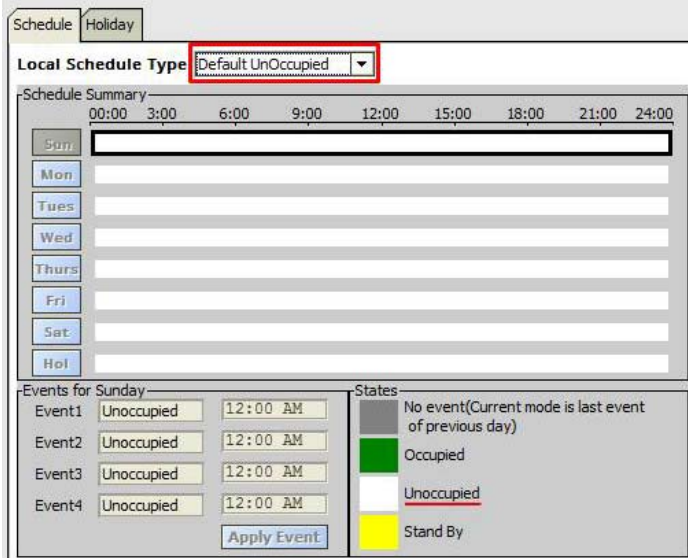 Schedule Holiday
Local Schedule Type Default UnOccupied
Schedule Summary
00:00 3:00 6:00 9:00 12:00 15:00 18:00 21:00 24:00
Sun
Mon
Tues
Wed
Thurs
Fri
Sat
Hol
Events for Sunday
Event1 Unoccupied 12:00 AM
Event2 Unoccupied 12:00 AM
Event3 Unoccupied 12:00 AM
Event4 Unoccupied 12:00 AM
Apply Event
States
No event(Current mode is last event
of previous day)
Occupied
Unoccupied
Stand By